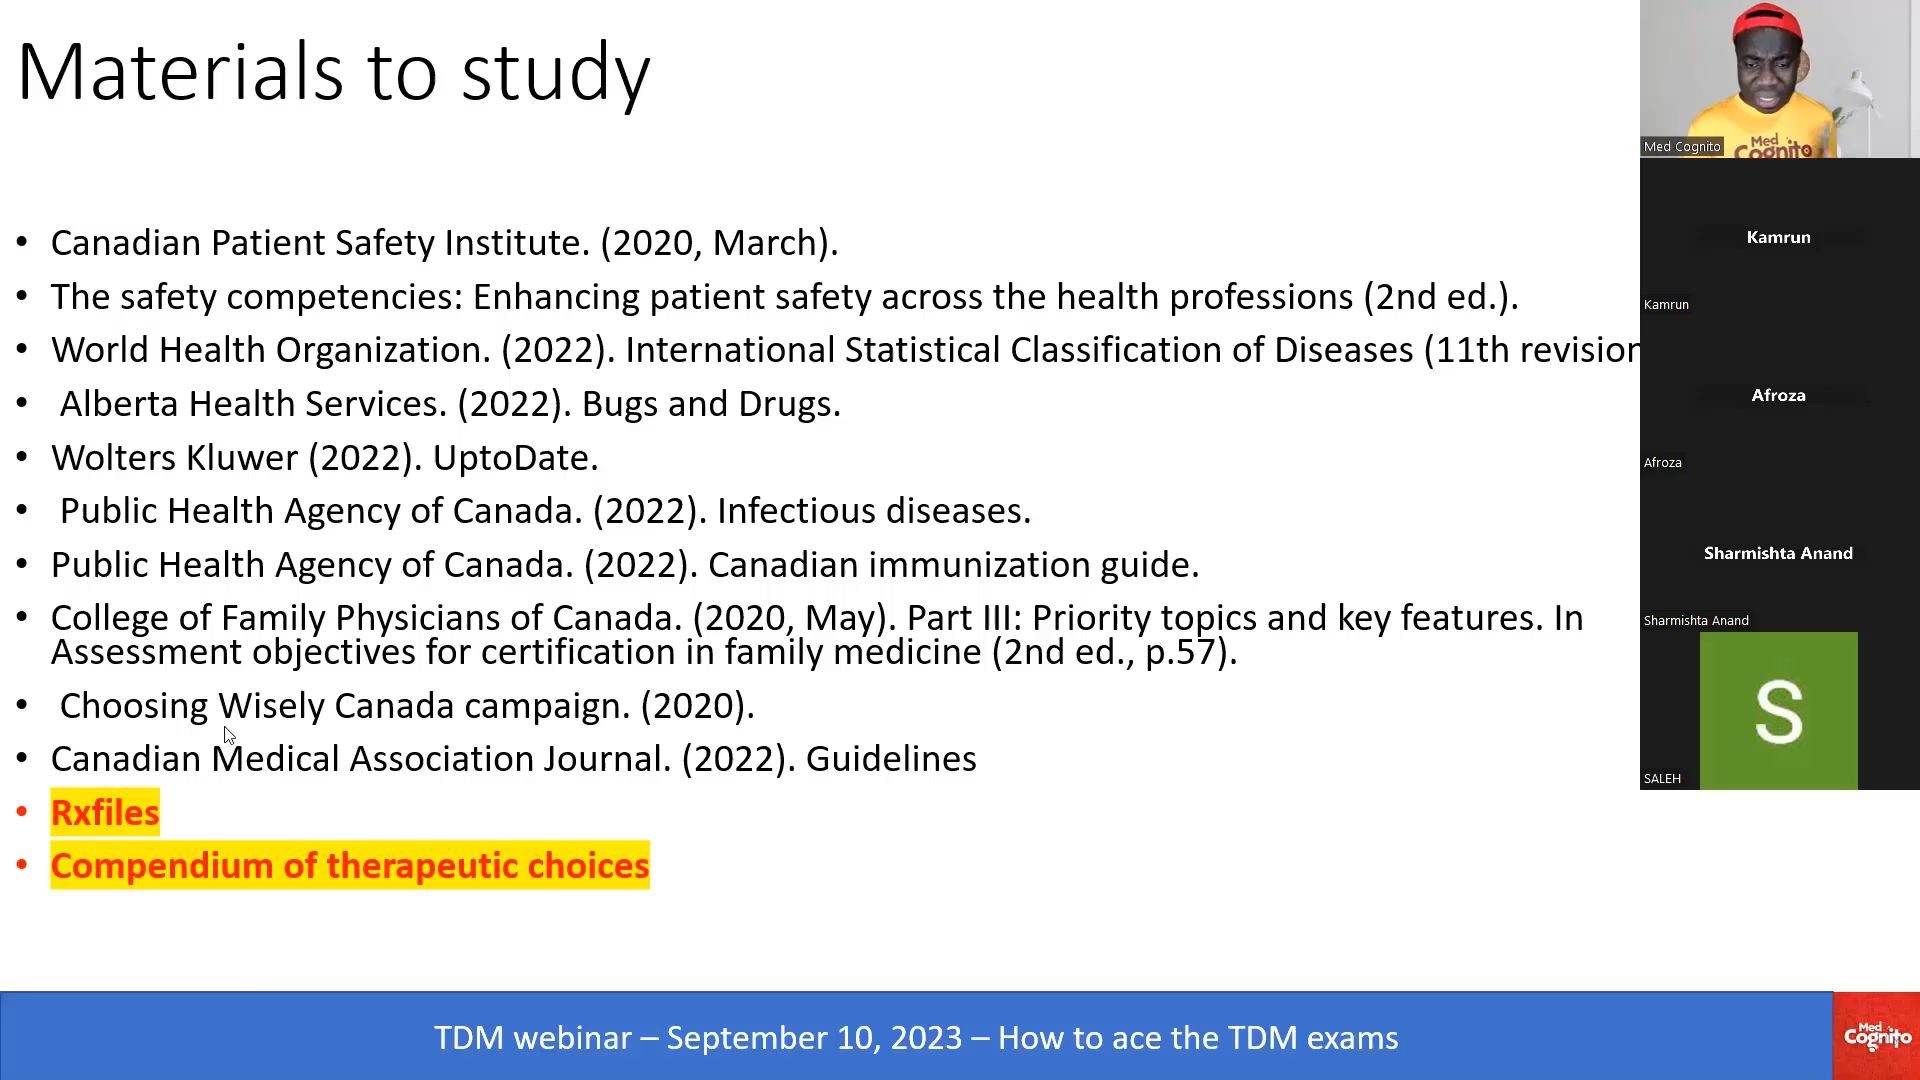 Materials to study
• Canadian Patient Safety Institute. (2020, March).
• The safety competencies: Enhancing patient safety across the health professions (2nd ed.).
• World Health Organization. (2022). International Statistical Classification of Diseases (11th revision
• Alberta Health Services. (2022). Bugs and Drugs.
• Wolters Kluwer (2022). UptoDate.
• Public Health Agency of Canada. (2022). Infectious diseases.
• Public Health Agency of Canada. (2022). Canadian immunization guide.
• College of Family Physicians of Canada. (2020, May). Part III: Priority topics and key features. In
Assessment objectives for certification in family medicine (2nd ed., p.57).
• Choosing Wisely Canada campaign. (2020).
• Canadian Medical Association Journal. (2022). Guidelines
• Rxfiles
• Compendium of therapeutic choices
TDM webinar – September 10, 2023 – How to ace the TDM exams
Med
Cognito
Med
Cognito
Med Cognito
Kamrun
Kamrun
Afroza
Afroza
Sharmishta Anand
Sharmishta Anand
S
SALEH